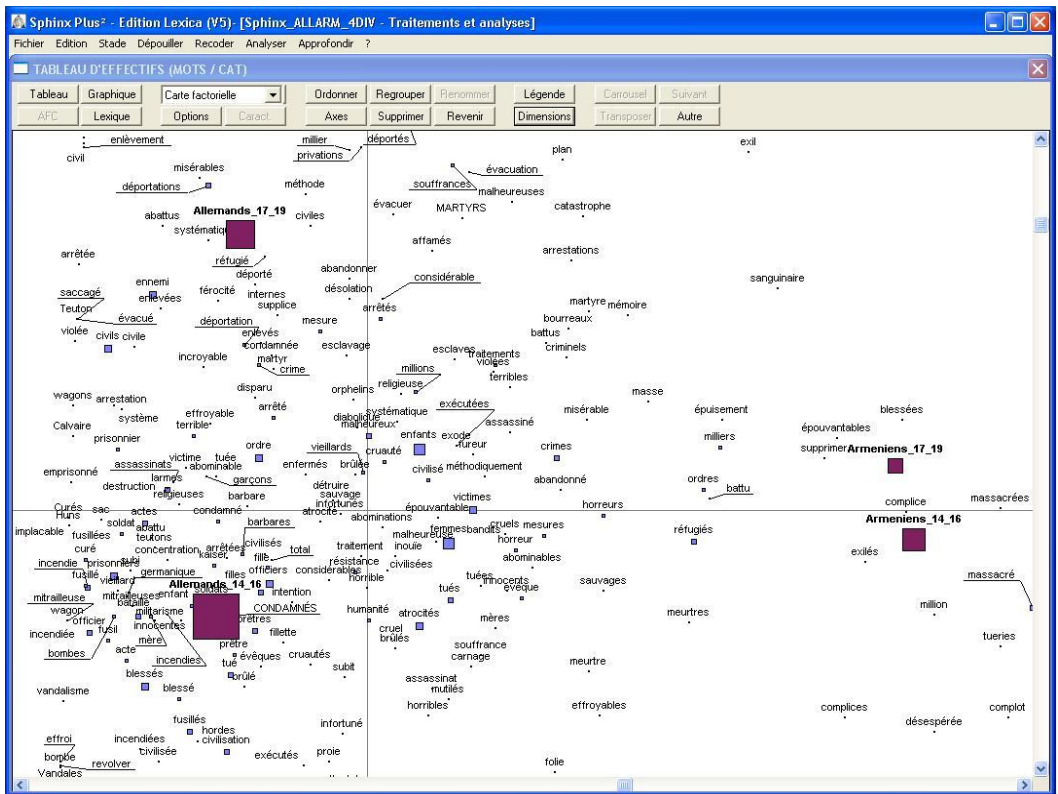 Sphinx Plus² - Edition Lexica (V5)- [Sphinx_ALLARM_4DIV - Traitements et analyses]
Fichier Edition Stade Dépouiller Recoder Analyser Approfondir ?
TABLEAU D'EFFECTIFS (MOTS / CAT)
Tableau Graphique Carte factorielle Ordonner Regrouper Renommer Légende Carrousel Suivant
AFC Lexique Options Caract. Axes Supprimer Revenir Dimensions Transposer Autre
enlèvement millier déportés exil
civil privations plan
misérables évacuation
déportations méthode souffrances malheureuses
évacuer MARTYRS catastrophe
abattus Allemands_17_19 civiles
affamés
arrêtée arrestations
réfugié
déporté abandonner considérable sanguinaire
ennemi
saccagé enlevées férocité internes désolation
Teuton supplice arrêtés martyre mémoire
évacué déportation mesure bourreaux
violée civils civile enlevés battus
condamnée esclavage esclaves traitements criminels
incroyable martyr violées
crime millions terribles
disparu orphelins religieuse masse
wagons arrestation
effroyable arrêté systématique exécutées misérable épuisement blessées
Calvaire système terrible diabolique assassiné
malheureux épouvantables
prisonnier ordre vieillards enfants exode milliers
victime tuée cruauté fureur crimes supprimer Armeniens_17_19
assassinats abominable enfermés brûlée
emprisonné larmes garçons civilisé méthodiquement abandonné ordres
destruction religieuses barbare détruire battu
sauvage victimes complice massacrées
Curés sac actes condamné infortunés épouvantable horreurs
Huns soldat abattu atrocité abominations Armeniens_14_16
implacable fusillées teutons barbares femmes bandits cruels mesures réfugiés
curé concentration arrêtées civilisés malheureuse horreur
kaiser total traitement inouïe exilés
incendie prisonniers subi fille résistance civilisées abominables
fusillé germanique filles officiers considérables horrible tuées massacré
vieillard Allemands_14_16 innocents sauvages
mitrailleuse mitrailleuses enfant soldats intention tués évêque
wagon bataille CONDAMNÉS humanité meurtres million
officier militarisme atrocités mères
incendiée fusil innocentes prêtres fillette cruel
mère brûlés tueries
bombes acte incendies prêtre évêques cruautés souffrance
tué subit carnage meurtre
blessés brûlé assassinat
vandalisme blessé mutilés
horribles effroyables complices complot
fusillés infortuné désespérée
effroi incendiées hordes civilisation
bombe civilisée exécutés proie
revolver folie
Vandales